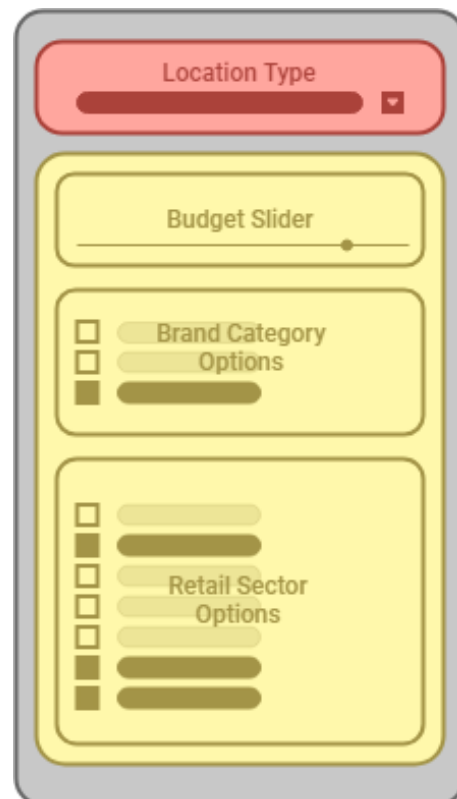 Location Type
Budget Slider
Brand Category
Options
Retail Sector
Options